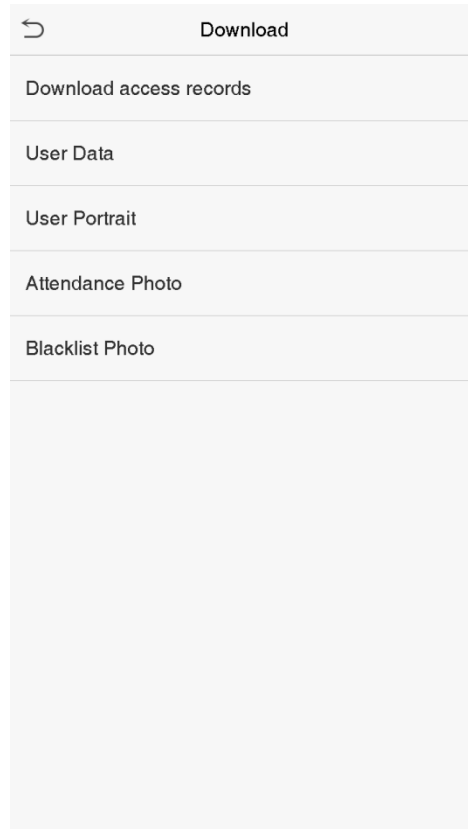 Download
Download access records
User Data
User Portrait
Attendance Photo
Blacklist Photo